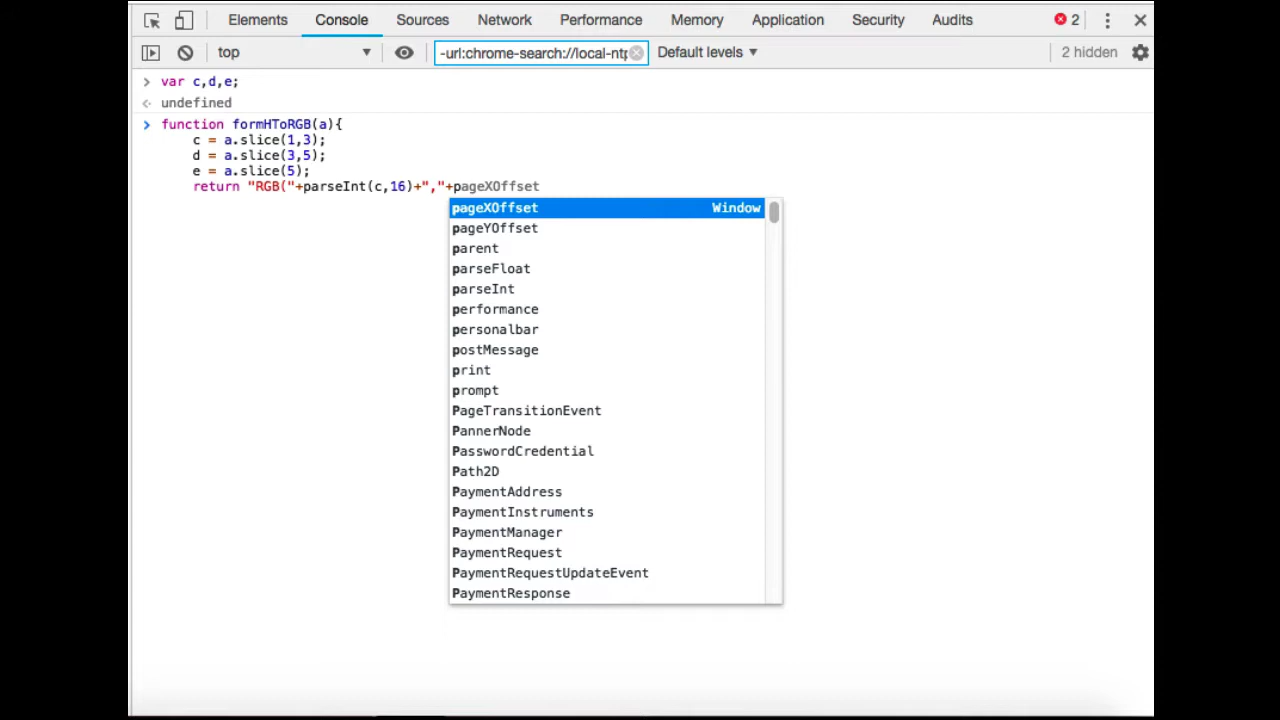 Elements Console Sources Network Performance Memory Application Security Audits 2
top -url:chrome-search://local-ntp Default levels 2 hidden
var c,d,e;
undefined
function formHToRGB(a){
c = a.slice(1,3);
d = a.slice(3,5);
e = a.slice(5);
return "RGB("+parseInt(c,16)+","+pageXOffset
pageXOffset Window
pageYOffset
parent
parseFloat
parseInt
performance
personalbar
postMessage
print
prompt
PageTransitionEvent
PannerNode
PasswordCredential
Path2D
PaymentAddress
PaymentInstruments
PaymentManager
PaymentRequest
PaymentRequestUpdateEvent
PaymentResponse